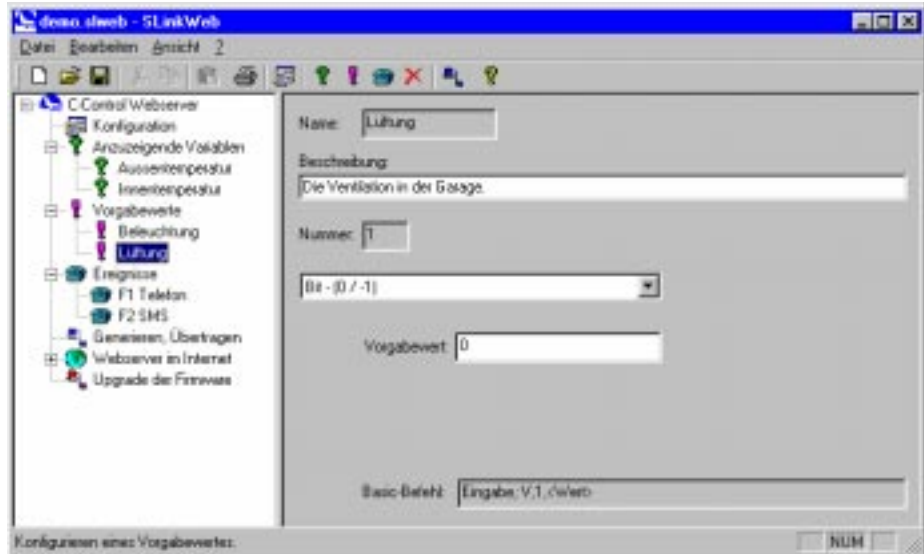 demo.slweb - SLinkWeb
Datei Bearbeiten Ansicht ?
C-Control Webserver
Konfiguration
Anzuzeigende Variablen
Aussentemperatur
Innentemperatur
Vorgabewerte
Beleuchtung
Lüftung
Ereignisse
F1 Telefon
F2 SMS
Generieren, Übertragen
Webserver im Internet
Upgrade der Firmware
Name: Lüftung
Beschreibung:
Die Ventilation in der Garage.
Nummer: 1
Bit - (0 / -1)
Vorgabewert: 0
Basic-Befehl: Eingabe; V,1,<Wert>
Konfigurieren eines Vorgabewertes.
NUM